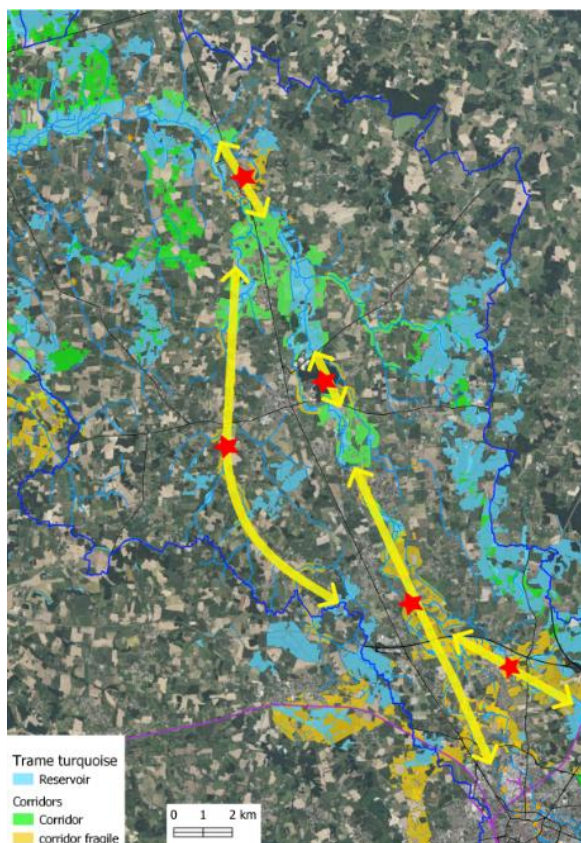 Trame turquoise
Reservoir
Corridors
Corridor
corridor fragile
0 1 2 km